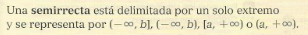 Una semirrecta está delimitada por un solo extremo
y se representa por (−∞, b], (−∞, b), [a, +∞) o (a, +∞).